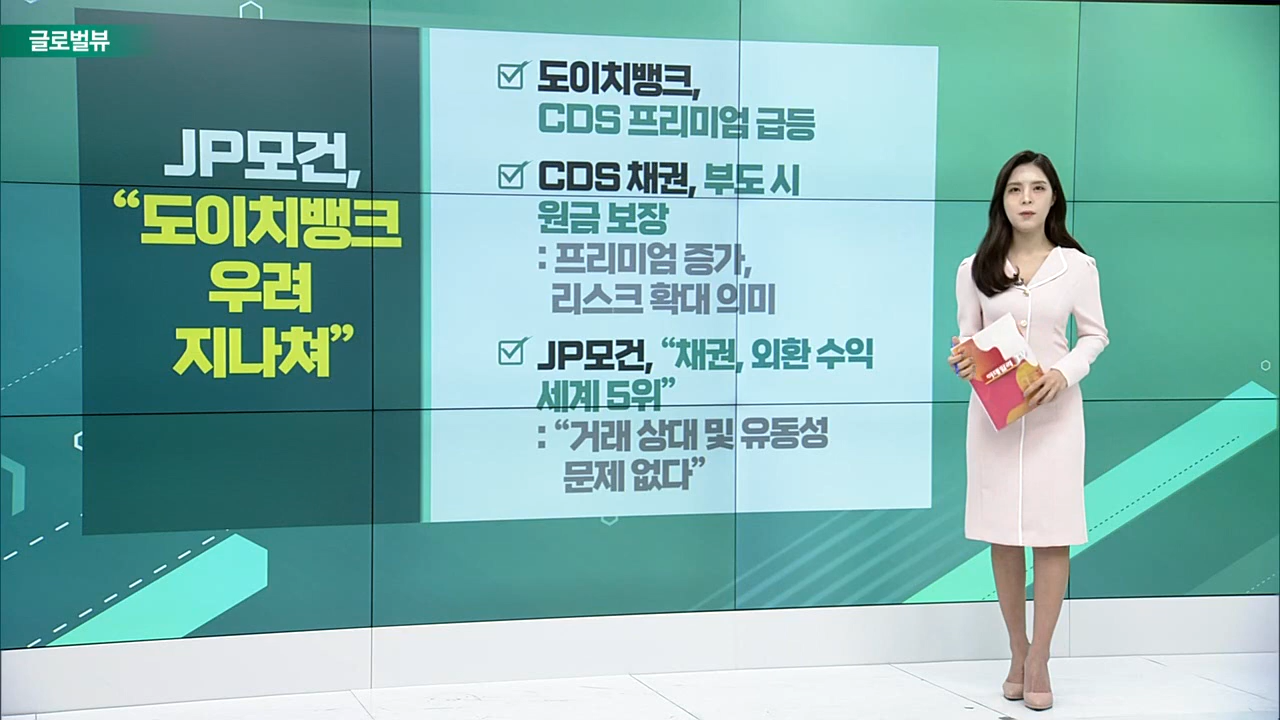 글로벌뷰
JP모건,
“도이치뱅크
우려
지나쳐”
도이치뱅크,
CDS 프리미엄 급등
CDS 채권, 부도 시
원금 보장
: 프리미엄 증가,
리스크 확대 의미
JP모건, “채권, 외환 수익
세계 5위”
: “거래 상대 및 유동성
문제 없다”